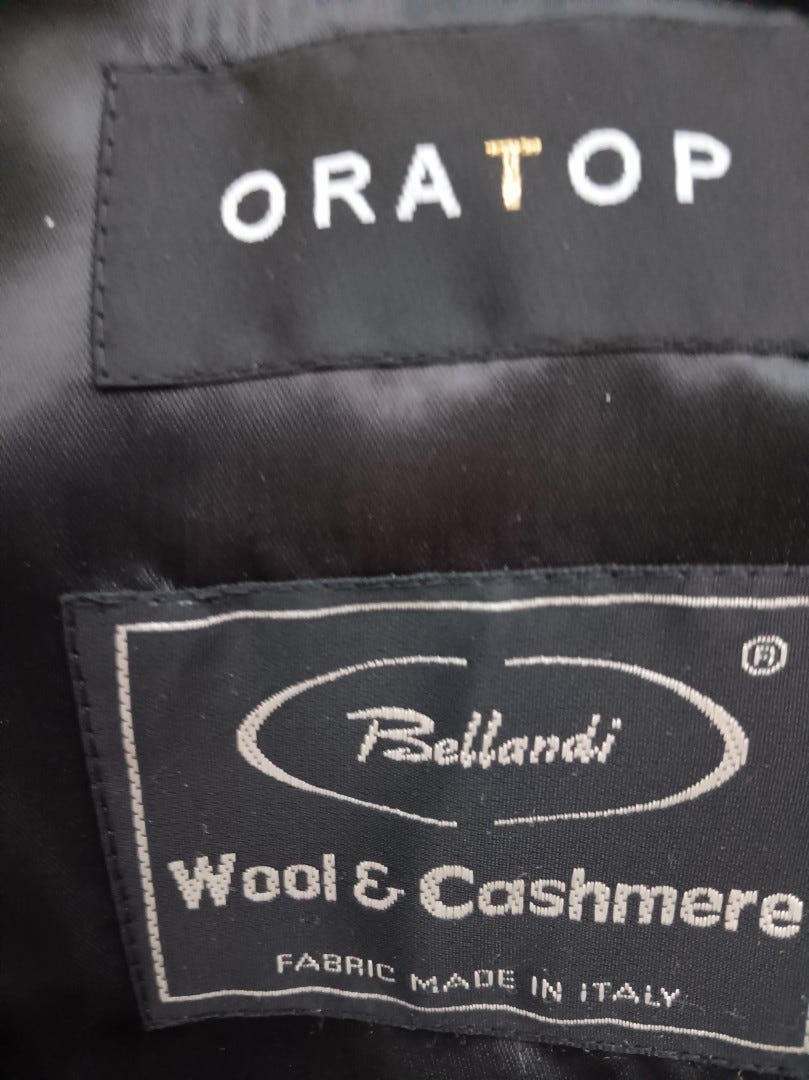 ORATOP
®
Bellandi
Wool & Cashmere
FABRIC MADE IN ITALY